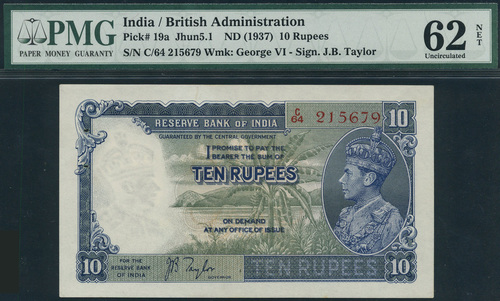 PMG
PAPER MONEY GUARANTY
India / British Administration
Pick# 19a Jhun5.1 ND (1937) 10 Rupees
S/N C/64 215679 Wmk: George VI - Sign. J.B. Taylor
62 NET
Uncirculated
RESERVE BANK OF INDIA
C/64 215679
10
GUARANTEED BY THE CENTRAL GOVERNMENT
I PROMISE TO PAY THE
BEARER THE SUM OF
TEN RUPEES
ON DEMAND
AT ANY OFFICE OF ISSUE
FOR THE
RESERVE BANK OF INDIA
JB Taylor
GOVERNOR
10
TEN RUPEES
10